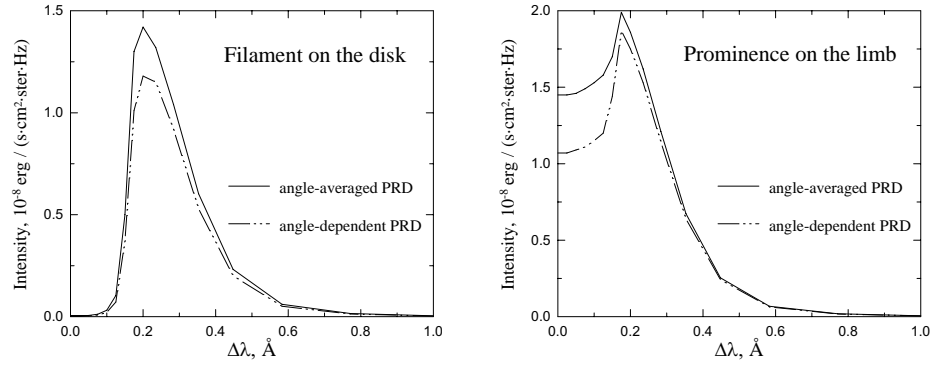 Intensity, 10⁻⁸ erg / (s·cm²·ster·Hz)
1.5
1.0
0.5
0.0
Filament on the disk
angle-averaged PRD
angle-dependent PRD
0.0 0.2 0.4 0.6 0.8 1.0
Δλ, Å
Intensity, 10⁻⁸ erg / (s·cm²·ster·Hz)
2.0
1.5
1.0
0.5
0.0
Prominence on the limb
angle-averaged PRD
angle-dependent PRD
0.0 0.2 0.4 0.6 0.8 1.0
Δλ, Å